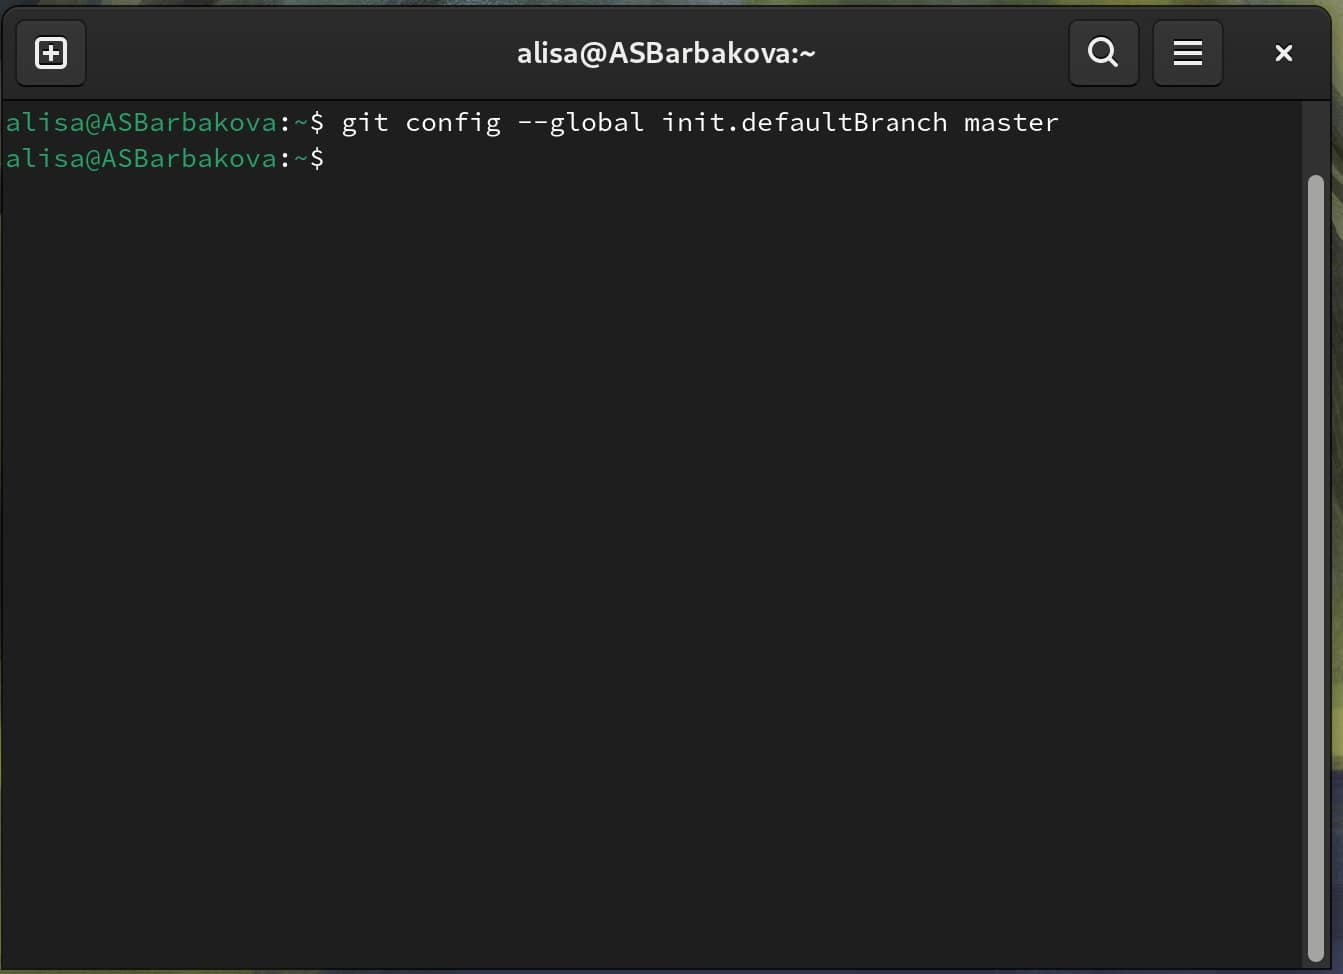 alisa@ASBarbakova:~
alisa@ASBarbakova:~$ git config --global init.defaultBranch master
alisa@ASBarbakova:~$